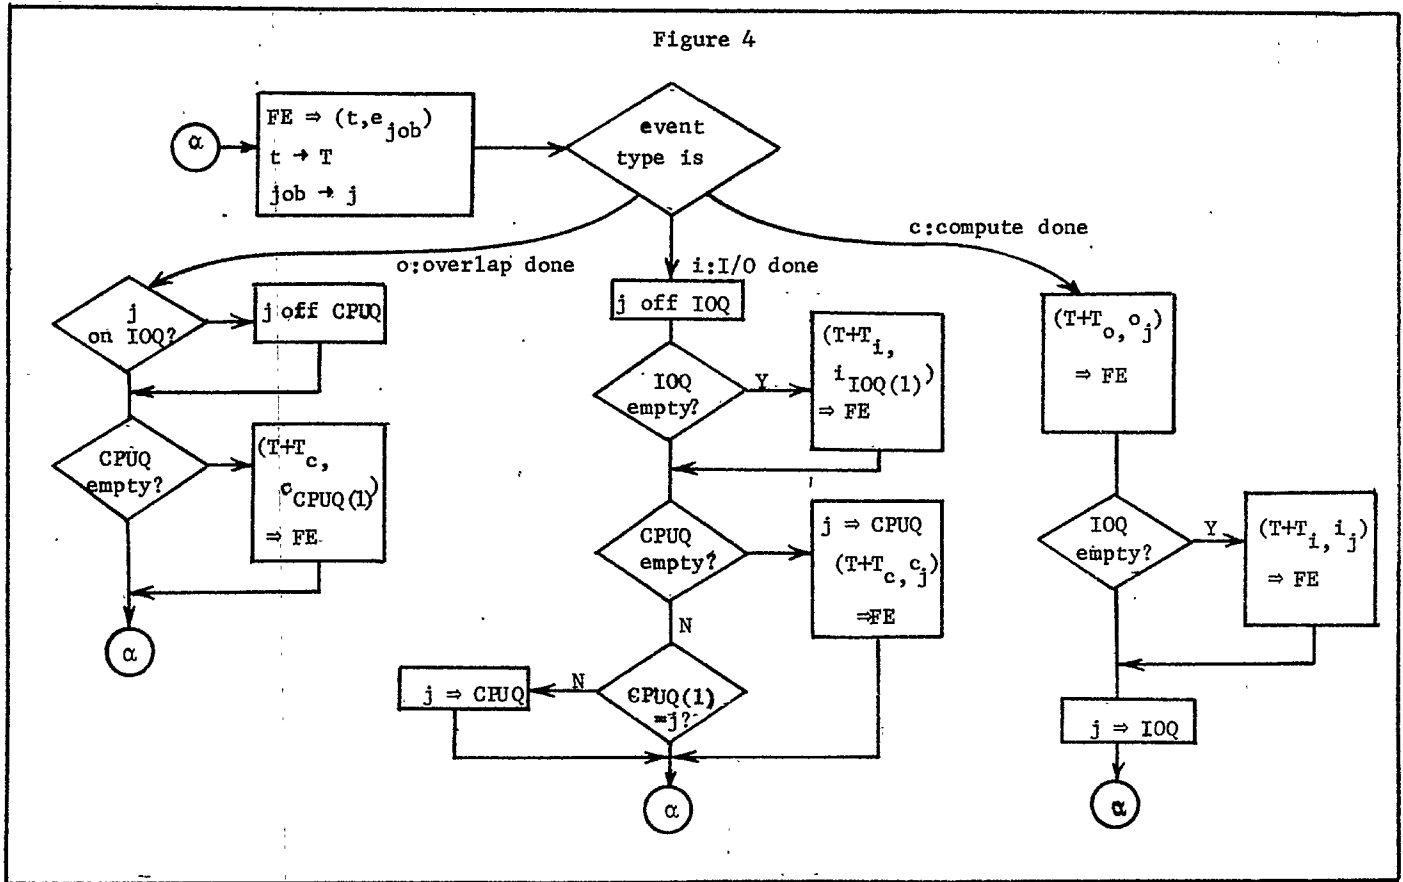 Figure 4
α
FE ⇒ (t,e_job)
t → T
job → j
event
type is
o:overlap done
i:I/O done
c:compute done
j
on IOQ?
j off CPUQ
CPUQ
empty?
(T+T_c,
c_CPUQ(1))
⇒ FE
α
j off IOQ
IOQ
empty?
Y
(T+T_i,
i_IOQ(1))
⇒ FE
CPUQ
empty?
j ⇒ CPUQ
(T+T_c, c_j)
⇒FE
N
CPUQ(1)
=j?
N
j ⇒ CPUQ
α
(T+T_o, o_j)
⇒ FE
IOQ
empty?
Y
(T+T_i, i_j)
⇒ FE
j ⇒ IOQ
α